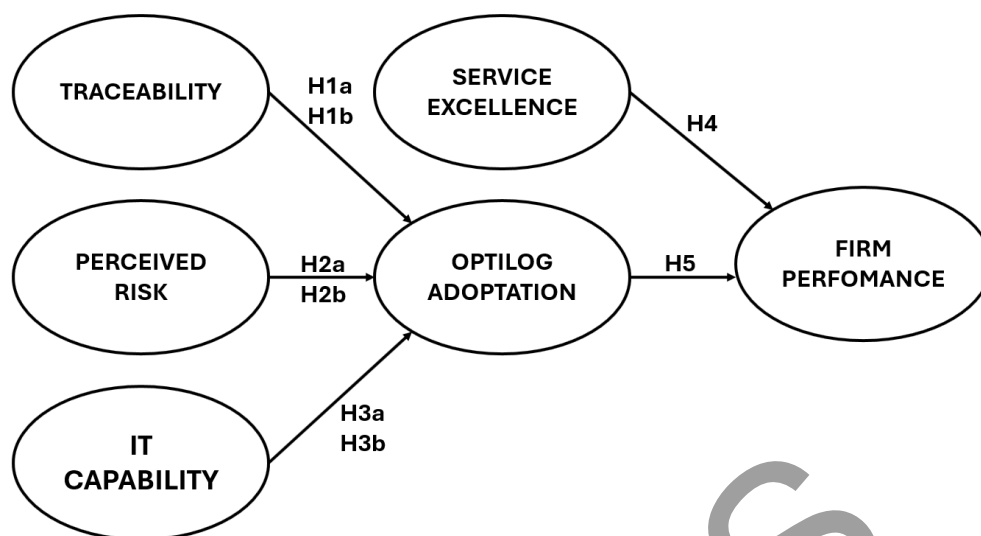 TRACEABILITY
H1a
H1b
SERVICE
EXCELLENCE
H4
PERCEIVED
RISK
H2a
H2b
OPTILOG
ADOPTATION
H5
FIRM
PERFOMANCE
IT
CAPABILITY
H3a
H3b